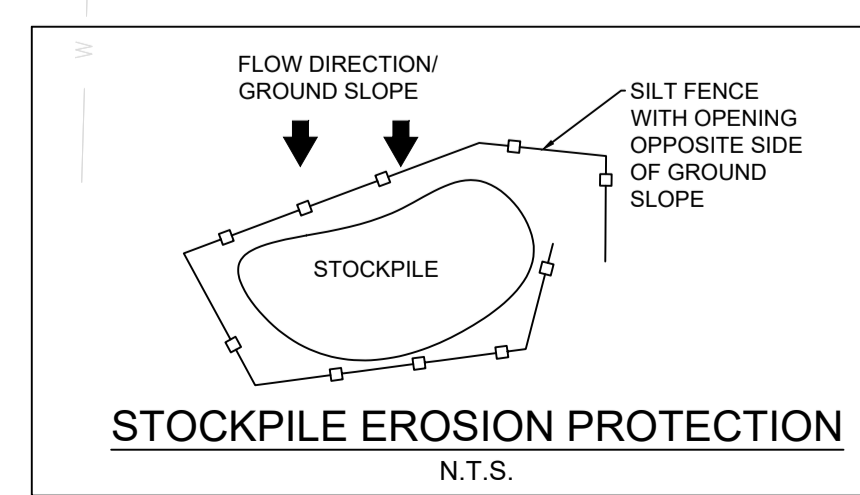 W
FLOW DIRECTION/
GROUND SLOPE
SILT FENCE
WITH OPENING
OPPOSITE SIDE
OF GROUND
SLOPE
STOCKPILE
STOCKPILE EROSION PROTECTION
N.T.S.